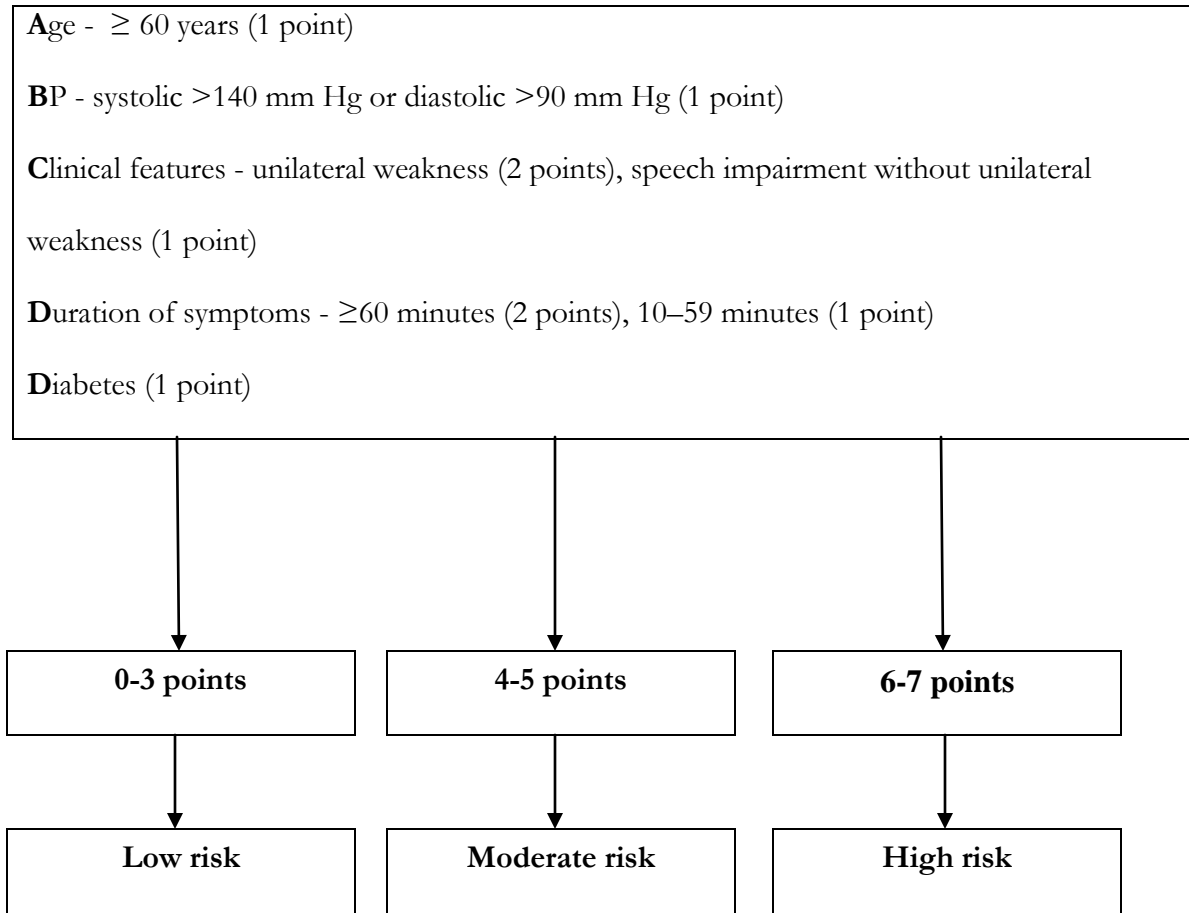 Age - ≥ 60 years (1 point)
BP - systolic >140 mm Hg or diastolic >90 mm Hg (1 point)
Clinical features - unilateral weakness (2 points), speech impairment without unilateral
weakness (1 point)
Duration of symptoms - ≥60 minutes (2 points), 10–59 minutes (1 point)
Diabetes (1 point)
0-3 points
4-5 points
6-7 points
Low risk
Moderate risk
High risk